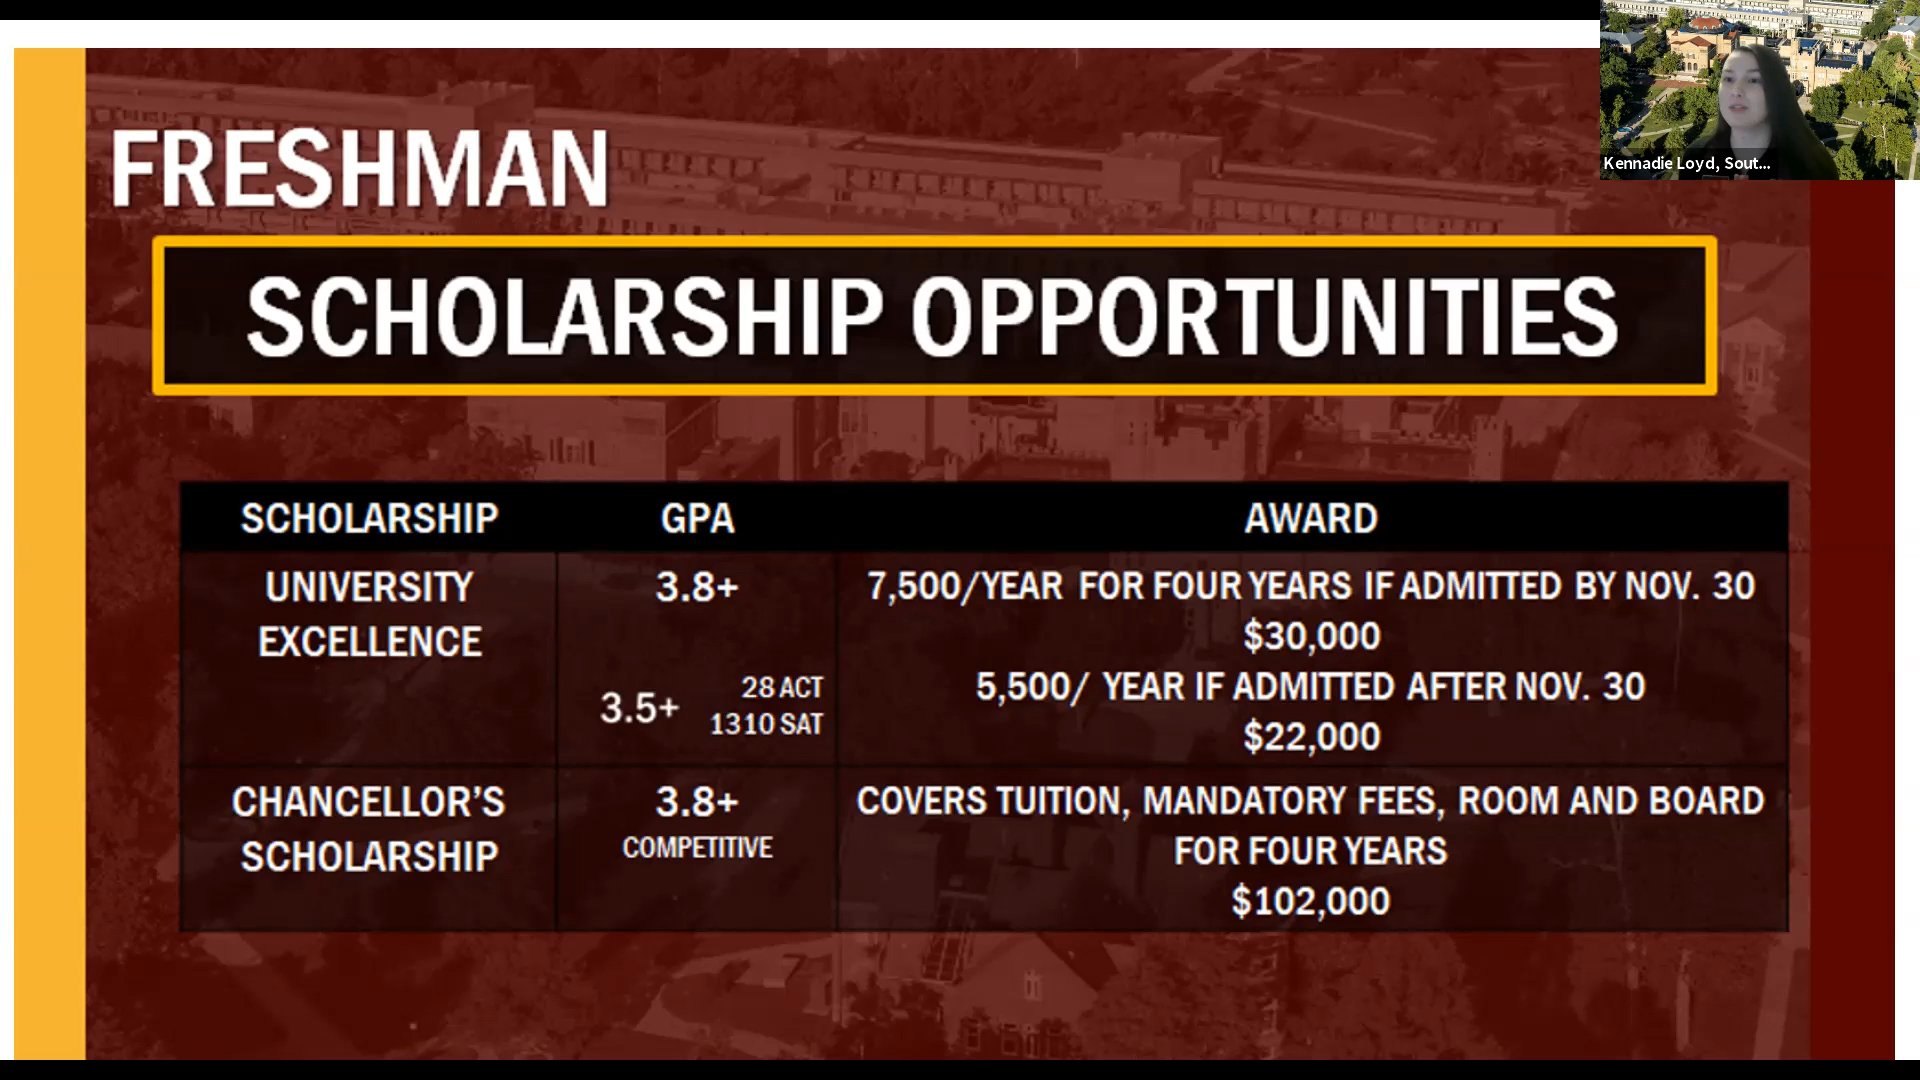 Kennadie Loyd, Sout...
FRESHMAN
SCHOLARSHIP OPPORTUNITIES
SCHOLARSHIP GPA AWARD
UNIVERSITY
EXCELLENCE
3.8+
3.5+
28 ACT
1310 SAT
7,500/YEAR FOR FOUR YEARS IF ADMITTED BY NOV. 30
$30,000
5,500/ YEAR IF ADMITTED AFTER NOV. 30
$22,000
CHANCELLOR'S
SCHOLARSHIP
3.8+
COMPETITIVE
COVERS TUITION, MANDATORY FEES, ROOM AND BOARD
FOR FOUR YEARS
$102,000